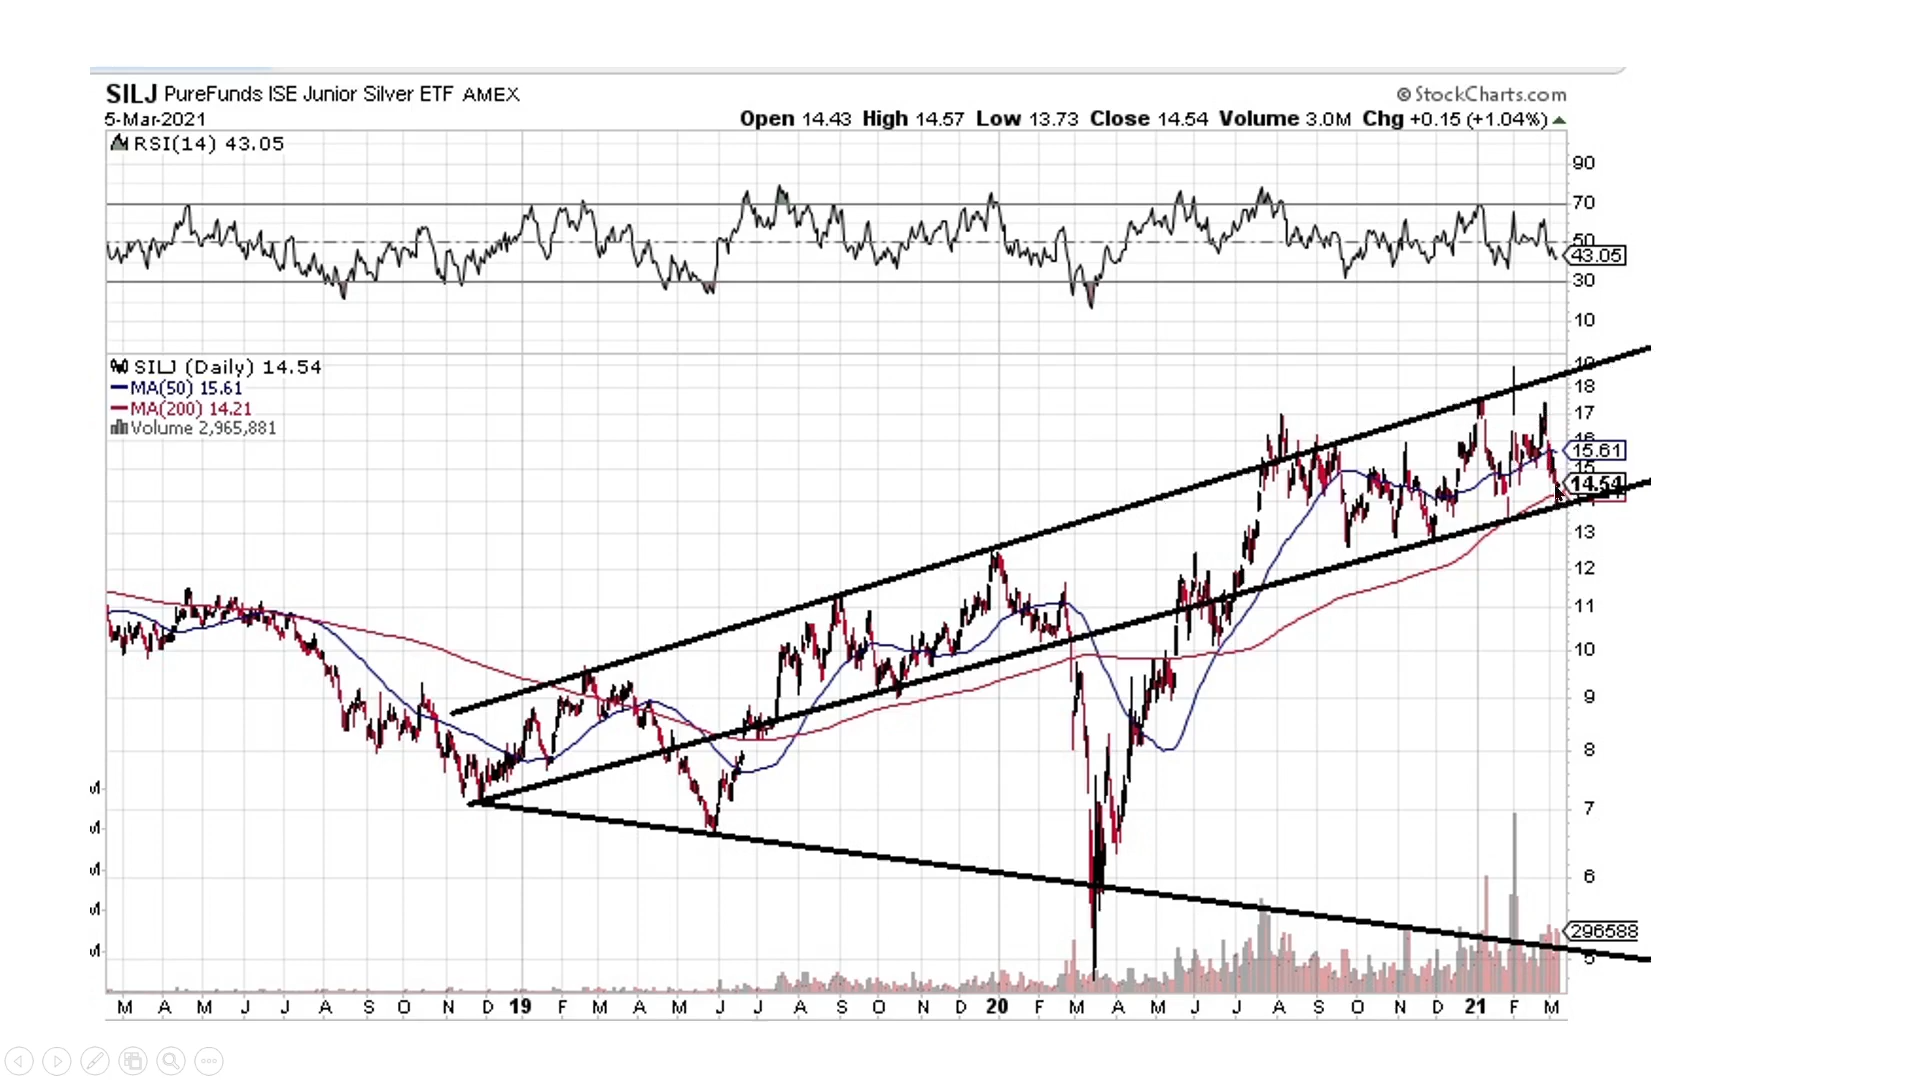 SILJ PureFunds ISE Junior Silver ETF AMEX
© StockCharts.com
5-Mar-2021
Open 14.43 High 14.57 Low 13.73 Close 14.54 Volume 3.0M Chg +0.15 (+1.04%)
RSI(14) 43.05
90
70
50
43.05
30
10
SILJ (Daily) 14.54
MA(50) 15.61
MA(200) 14.21
Volume 2,965,881
19
18
17
16
15.61
15
14.54
13
12
11
10
9
8
7
6
296588
5
M A M J J A S O N D 19 F M A M J J A S O N D 20 F M A M J J A S O N D 21 F M